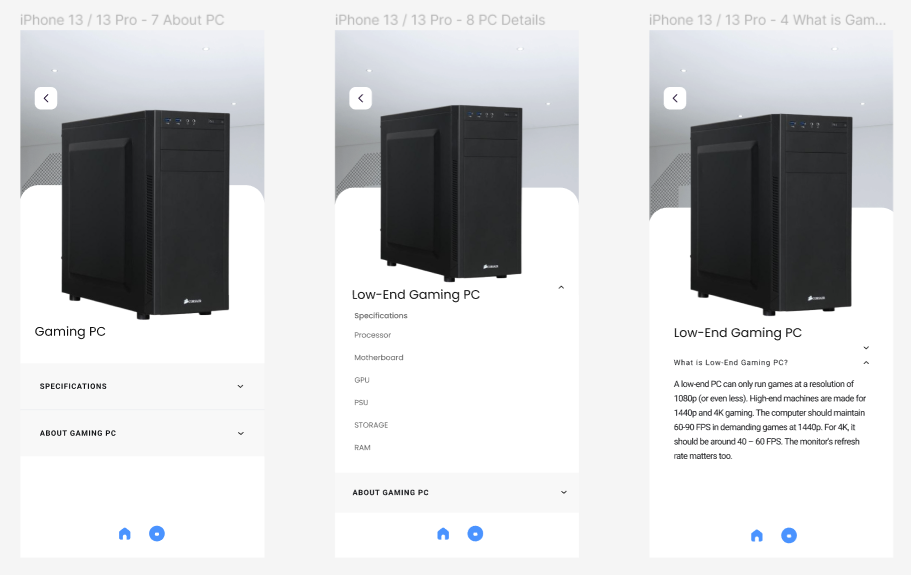 iPhone 13 / 13 Pro - 7 About PC
CORSAIR
Gaming PC
SPECIFICATIONS
ABOUT GAMING PC
iPhone 13 / 13 Pro - 8 PC Details
CORSAIR
Low-End Gaming PC
Specifications
Processor
Motherboard
GPU
PSU
STORAGE
RAM
ABOUT GAMING PC
iPhone 13 / 13 Pro - 4 What is Gam...
CORSAIR
Low-End Gaming PC
What is Low-End Gaming PC?
A low-end PC can only run games at a resolution of
1080p (or even less). High-end machines are made for
1440p and 4K gaming. The computer should maintain
60-90 FPS in demanding games at 1440p. For 4K, it
should be around 40 – 60 FPS. The monitor's refresh
rate matters too.